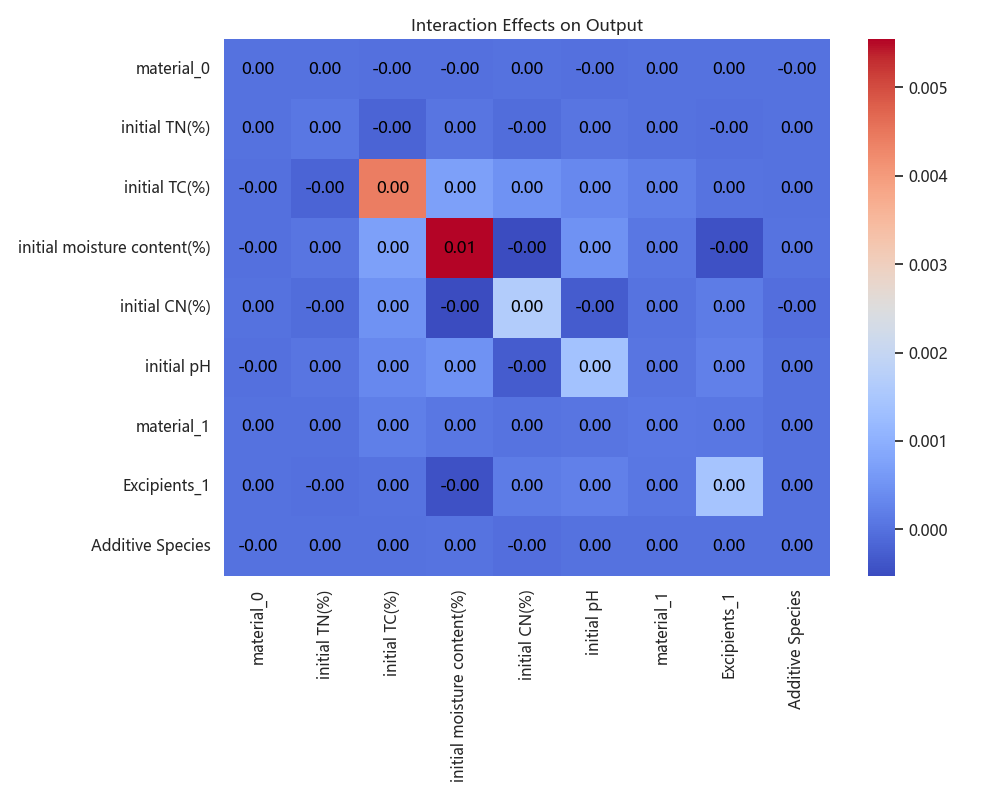 Interaction Effects on Output
material_0 0.00 0.00 -0.00 -0.00 0.00 -0.00 0.00 0.00 -0.00
initial TN(%) 0.00 0.00 -0.00 0.00 -0.00 0.00 0.00 -0.00 0.00
initial TC(%) -0.00 -0.00 0.00 0.00 0.00 0.00 0.00 0.00 0.00
initial moisture content(%) -0.00 0.00 0.00 0.01 -0.00 0.00 0.00 -0.00 0.00
initial CN(%) 0.00 -0.00 0.00 -0.00 0.00 -0.00 0.00 0.00 -0.00
initial pH -0.00 0.00 0.00 0.00 -0.00 0.00 0.00 0.00 0.00
material_1 0.00 0.00 0.00 0.00 0.00 0.00 0.00 0.00 0.00
Excipients_1 0.00 -0.00 0.00 -0.00 0.00 0.00 0.00 0.00 0.00
Additive Species -0.00 0.00 0.00 0.00 -0.00 0.00 0.00 0.00 0.00
material_0
initial TN(%)
initial TC(%)
initial moisture content(%)
initial CN(%)
initial pH
material_1
Excipients_1
Additive Species
0.005
0.004
0.003
0.002
0.001
0.000